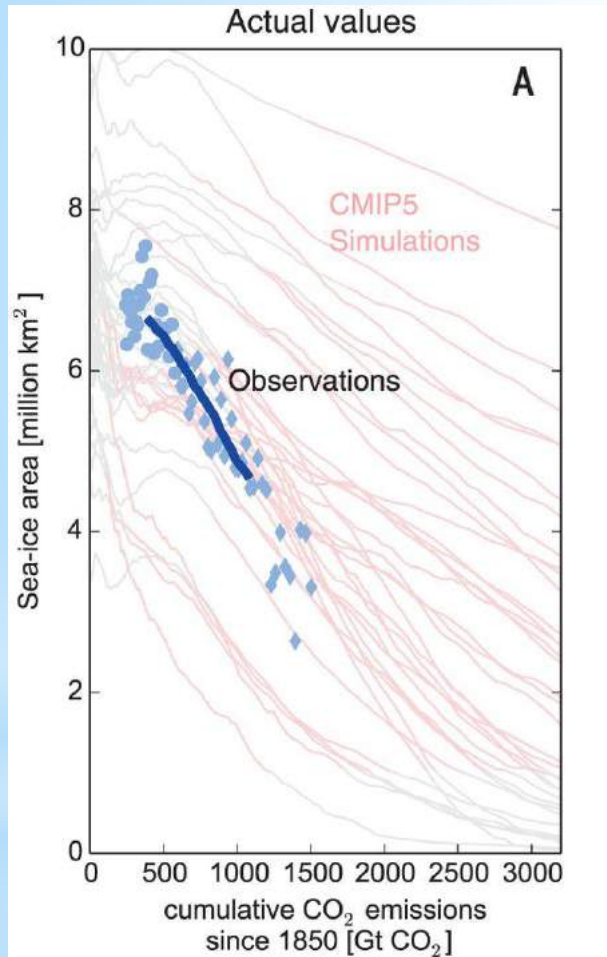 Actual values
A
10
8
6
4
2
0
CMIP5
Simulations
Observations
Sea-ice area [million km²]
0 500 1000 1500 2000 2500 3000
cumulative CO₂ emissions
since 1850 [Gt CO₂]